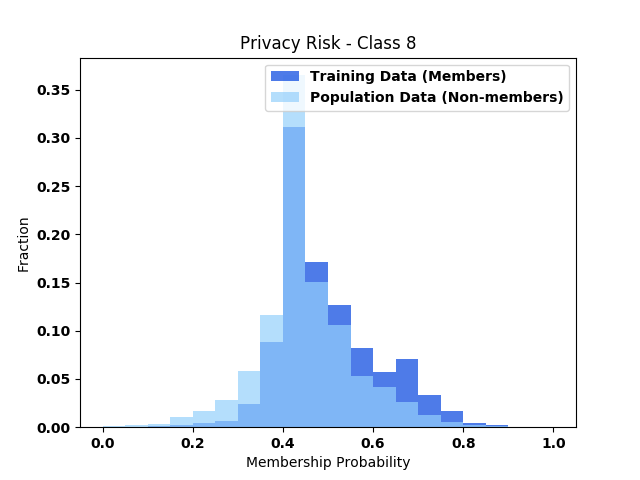 Privacy Risk - Class 8
Training Data (Members)
Population Data (Non-members)
Fraction
0.35
0.30
0.25
0.20
0.15
0.10
0.05
0.00
0.0 0.2 0.4 0.6 0.8 1.0
Membership Probability